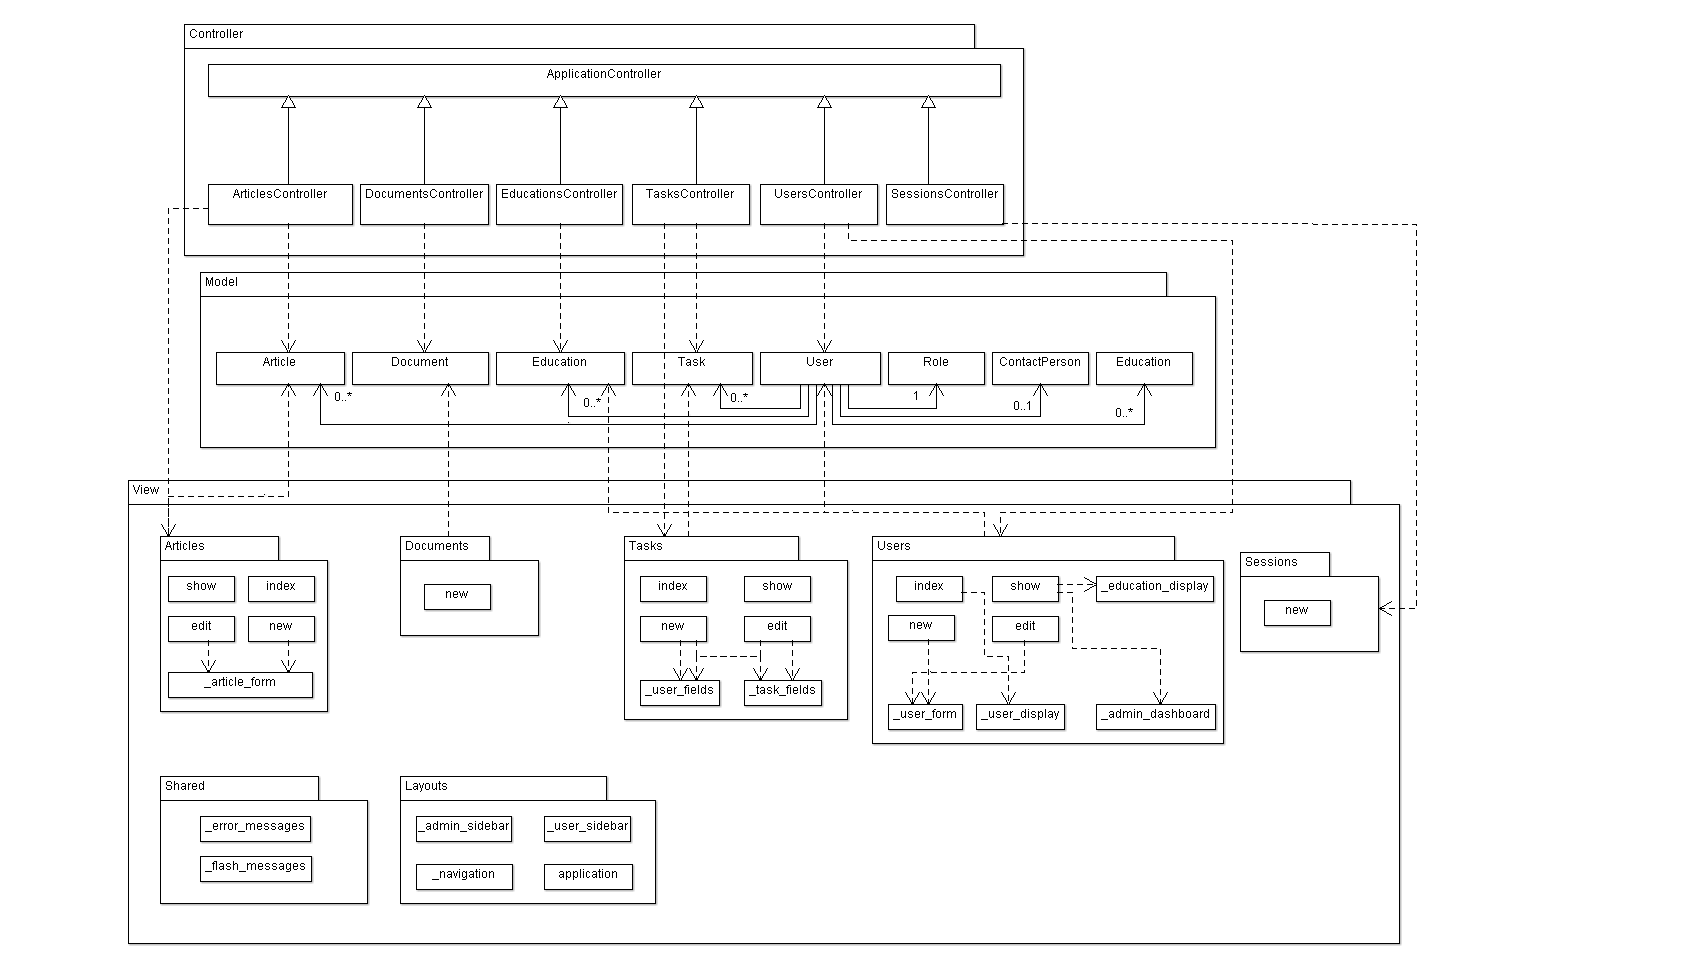 Controller
ApplicationController
ArticlesController
DocumentsController
EducationsController
TasksController
UsersController
SessionsController
Model
Article
Document
Education
Task
User
Role
ContactPerson
Education
0..*
0..*
0..*
1
0..1
0..*
View
Articles
show
index
edit
new
_article_form
Documents
new
Tasks
index
show
new
edit
_user_fields
_task_fields
Users
index
show
_education_display
new
edit
_user_form
_user_display
_admin_dashboard
Sessions
new
Shared
_error_messages
_flash_messages
Layouts
_admin_sidebar
_user_sidebar
_navigation
application